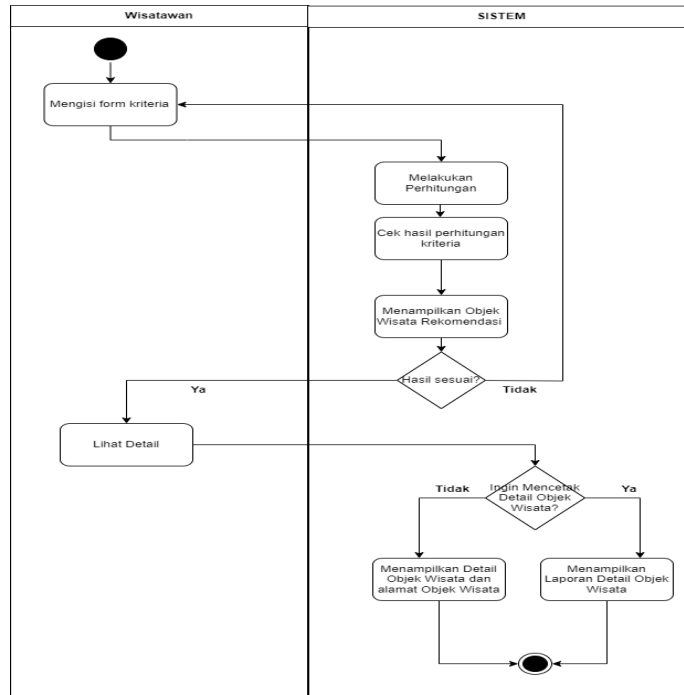 Wisatawan
SISTEM
Mengisi form kriteria
Melakukan
Perhitungan
Cek hasil perhitungan
kriteria
Menampilkan Objek
Wisata Rekomendasi
Hasil sesuai?
Ya
Tidak
Lihat Detail
Ingin Mencetak
Detail Objek
Wisata?
Tidak
Ya
Menampilkan Detail
Objek Wisata dan
alamat Objek Wisata
Menampilkan
Laporan Detail Objek
Wisata